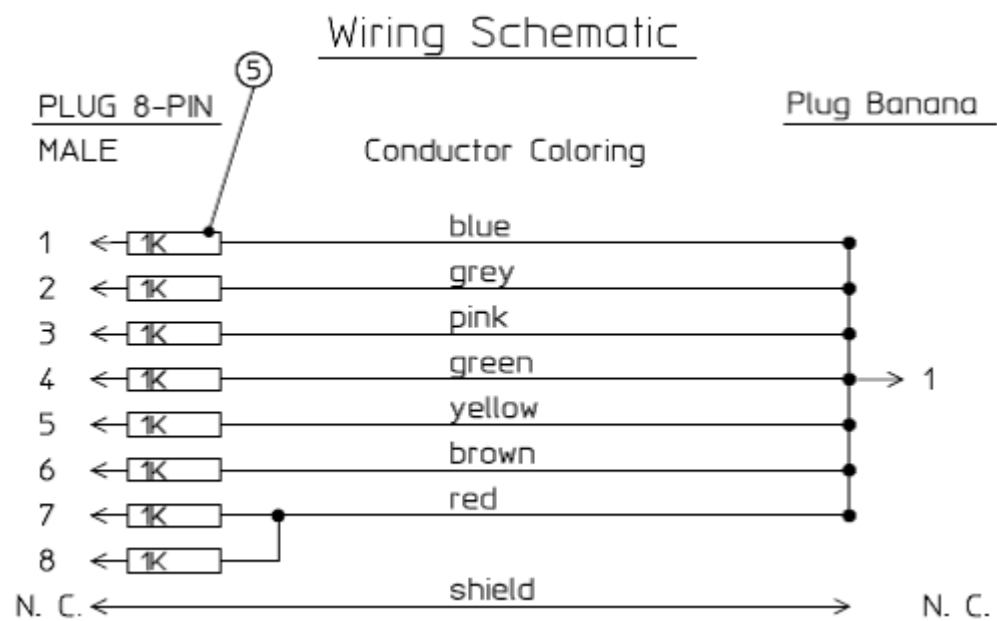 Wiring Schematic
5
PLUG 8-PIN
Plug Banana
MALE
Conductor Coloring
1 1K blue
2 1K grey
3 1K pink
4 1K green 1
5 1K yellow
6 1K brown
7 1K red
8 1K
N. C. shield N. C.